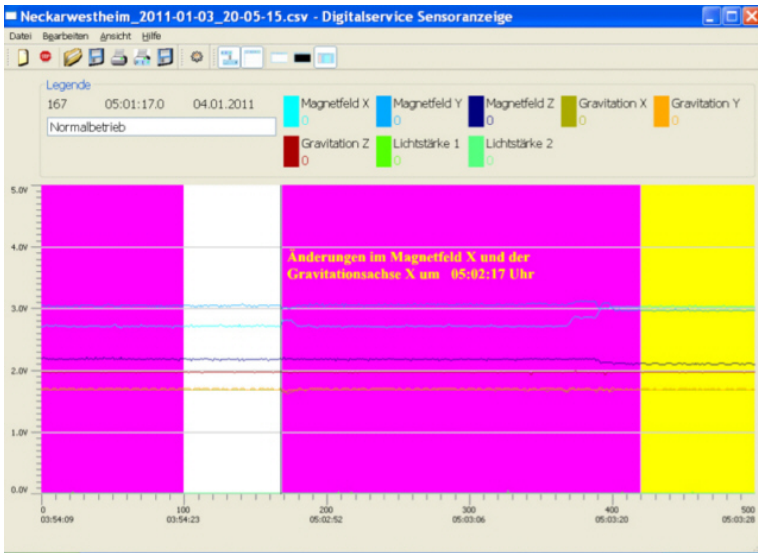 Neckarwestheim_2011-01-03_20-05-15.csv - Digitalservice Sensoranzeige
Datei Bearbeiten Ansicht Hilfe
Legende
167 05:01:17.0 04.01.2011
Normalbetrieb
Magnetfeld X Magnetfeld Y Magnetfeld Z Gravitation X Gravitation Y
0 0 0 0 0
Gravitation Z Lichtstärke 1 Lichtstärke 2
0 0 0
5.0V
4.0V
Änderungen im Magnetfeld X und der
Gravitationsachse X um 05:02:17 Uhr
3.0V
2.0V
1.0V
0.0V
0 100 200 300 400 500
03:54:09 03:54:23 05:02:52 05:03:06 05:03:20 05:03:28